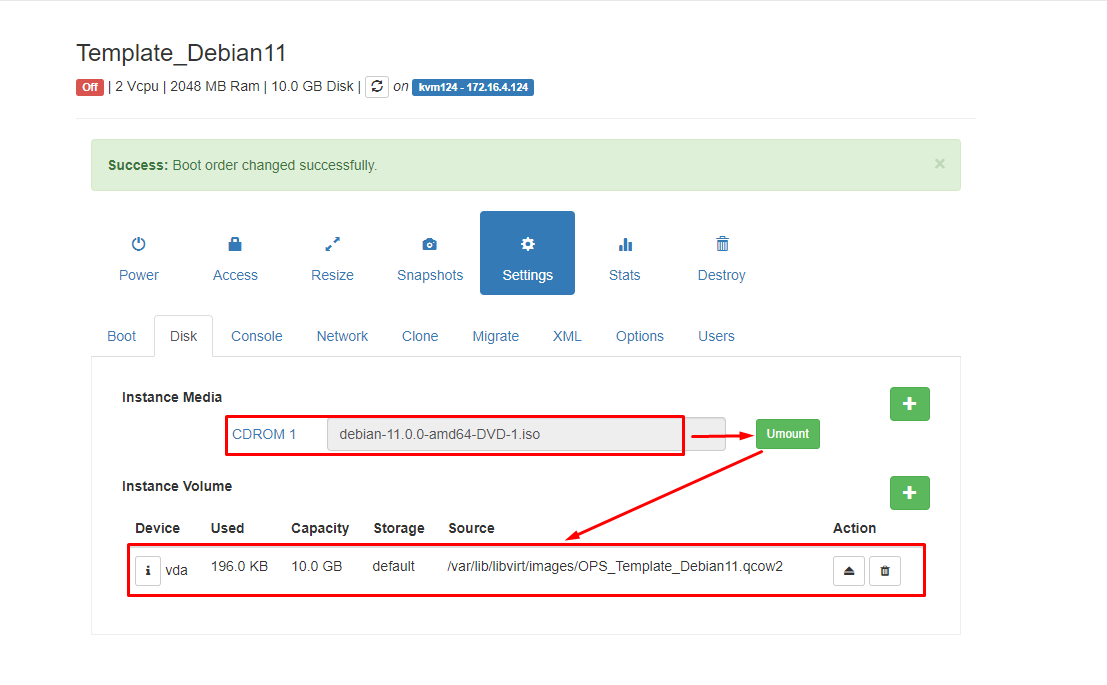 Template_Debian11
Off | 2 Vcpu | 2048 MB Ram | 10.0 GB Disk | on kvm124 - 172.16.4.124
Success: Boot order changed successfully. ×
Power Access Resize Snapshots Settings Stats Destroy
Boot Disk Console Network Clone Migrate XML Options Users
Instance Media
CDROM 1 debian-11.0.0-amd64-DVD-1.iso Umount
Instance Volume
Device Used Capacity Storage Source Action
i vda 196.0 KB 10.0 GB default /var/lib/libvirt/images/OPS_Template_Debian11.qcow2